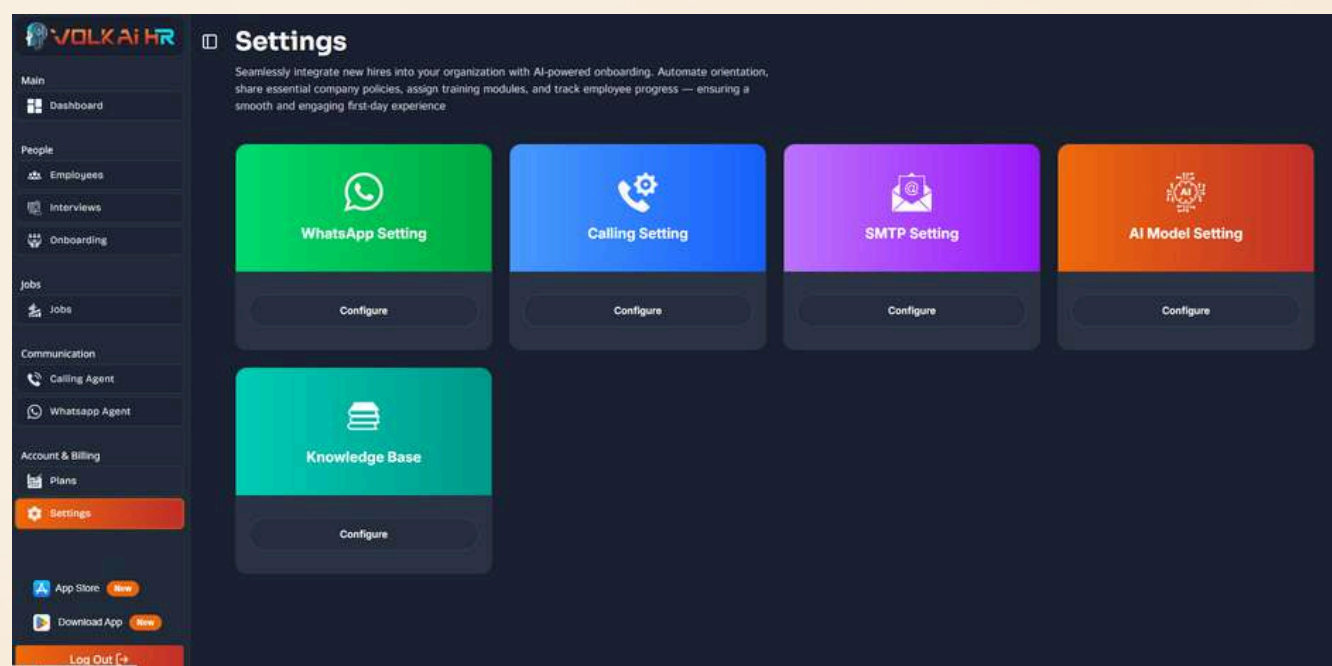 VOLKAi HR
Main
Dashboard
People
Employees
Interviews
Onboarding
Jobs
Jobs
Communication
Calling Agent
Whatsapp Agent
Account & Billing
Plans
Settings
App Store New
Download App New
Log Out
Settings
Seamlessly integrate new hires into your organization with AI-powered onboarding. Automate orientation,
share essential company policies, assign training modules, and track employee progress — ensuring a
smooth and engaging first-day experience
WhatsApp Setting
Configure
Calling Setting
Configure
@
SMTP Setting
Configure
AI
AI Model Setting
Configure
Knowledge Base
Configure